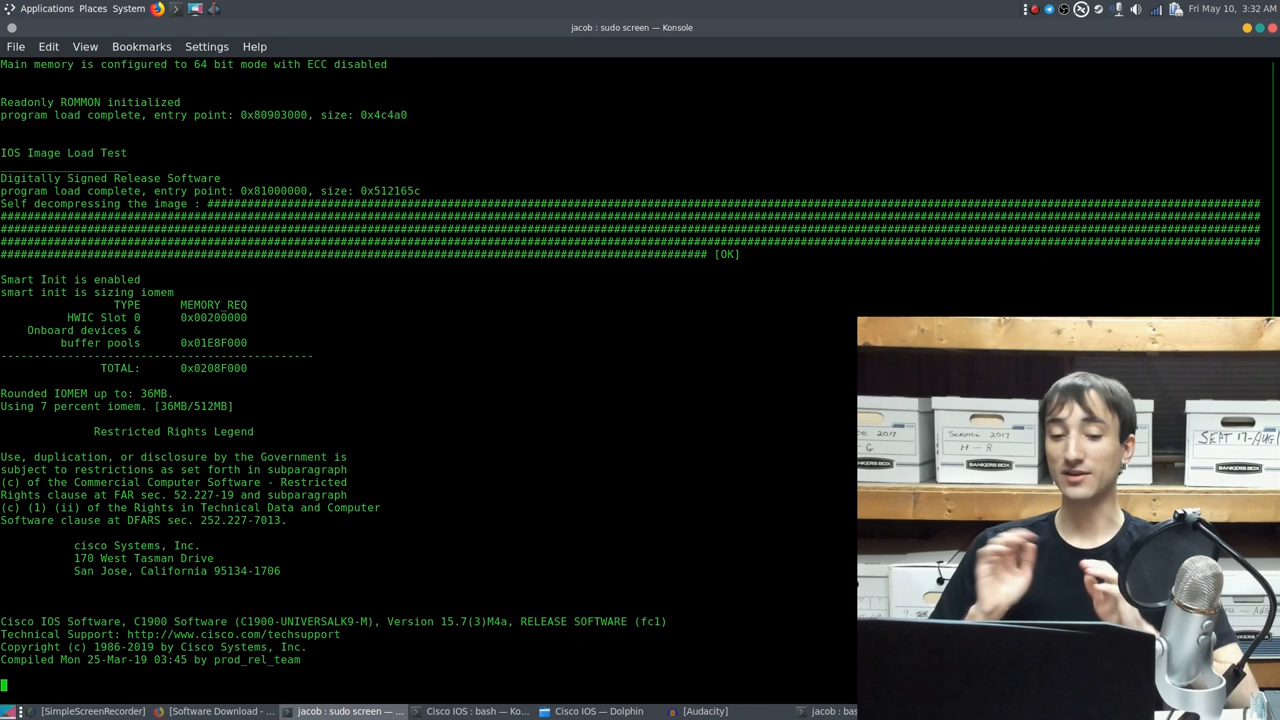 Applications Places System
Fri May 10, 3:32 AM
jacob : sudo screen — Konsole
File Edit View Bookmarks Settings Help
Main memory is configured to 64 bit mode with ECC disabled
Readonly ROMMON initialized
program load complete, entry point: 0x80903000, size: 0x4c4a0
IOS Image Load Test
Digitally Signed Release Software
program load complete, entry point: 0x81000000, size: 0x512165c
Self decompressing the image : ##############################################################################################################################################################
#############################################################################################################################################################################################
#############################################################################################################################################################################################
#############################################################################################################################################################################################
########################################################################################################## [OK]
Smart Init is enabled
smart init is sizing iomem
TYPE MEMORY_REQ
HWIC Slot 0 0x00200000
Onboard devices &
buffer pools 0x01E8F000
-----------------------------------------------
TOTAL: 0x0208F000
Rounded IOMEM up to: 36MB.
Using 7 percent iomem. [36MB/512MB]
Restricted Rights Legend
Use, duplication, or disclosure by the Government is
subject to restrictions as set forth in subparagraph
(c) of the Commercial Computer Software - Restricted
Rights clause at FAR sec. 52.227-19 and subparagraph
(c) (1) (ii) of the Rights in Technical Data and Computer
Software clause at DFARS sec. 252.227-7013.
cisco Systems, Inc.
170 West Tasman Drive
San Jose, California 95134-1706
Cisco IOS Software, C1900 Software (C1900-UNIVERSALK9-M), Version 15.7(3)M4a, RELEASE SOFTWARE (fc1)
Technical Support: http://www.cisco.com/techsupport
Copyright (c) 1986-2019 by Cisco Systems, Inc.
Compiled Mon 25-Mar-19 03:45 by prod_rel_team
2017
G
BANKERS BOX
Service 2017
H - R
BANKERS BOX
SEPT 17-AUG
BANKERS BOX
[SimpleScreenRecorder] [Software Download - ... jacob : sudo screen — ... Cisco IOS : bash — Ko... Cisco IOS — Dolphin [Audacity] jacob : bas